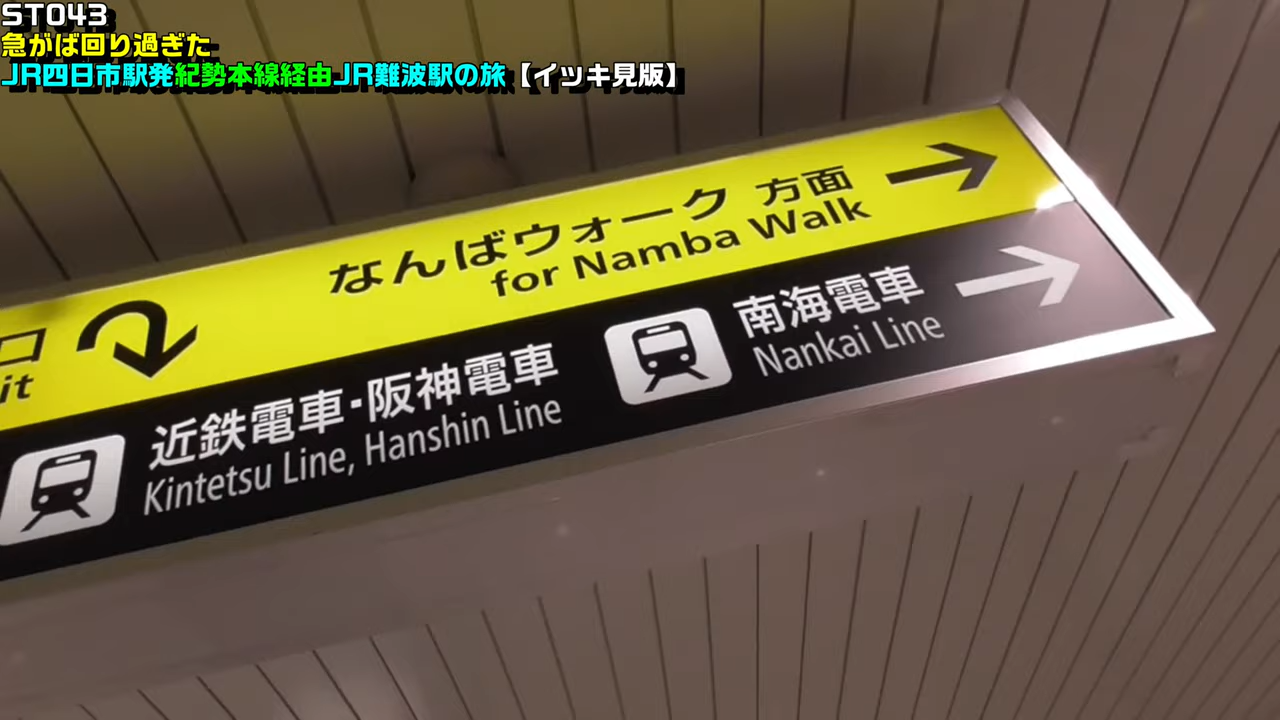 ST043
急がば回り過ぎた
JR四日市駅発紀勢本線経由JR難波駅の旅【イッキ見版】
なんばウォーク 方面
for Namba Walk
口
it
近鉄電車・阪神電車
Kintetsu Line, Hanshin Line
南海電車
Nankai Line